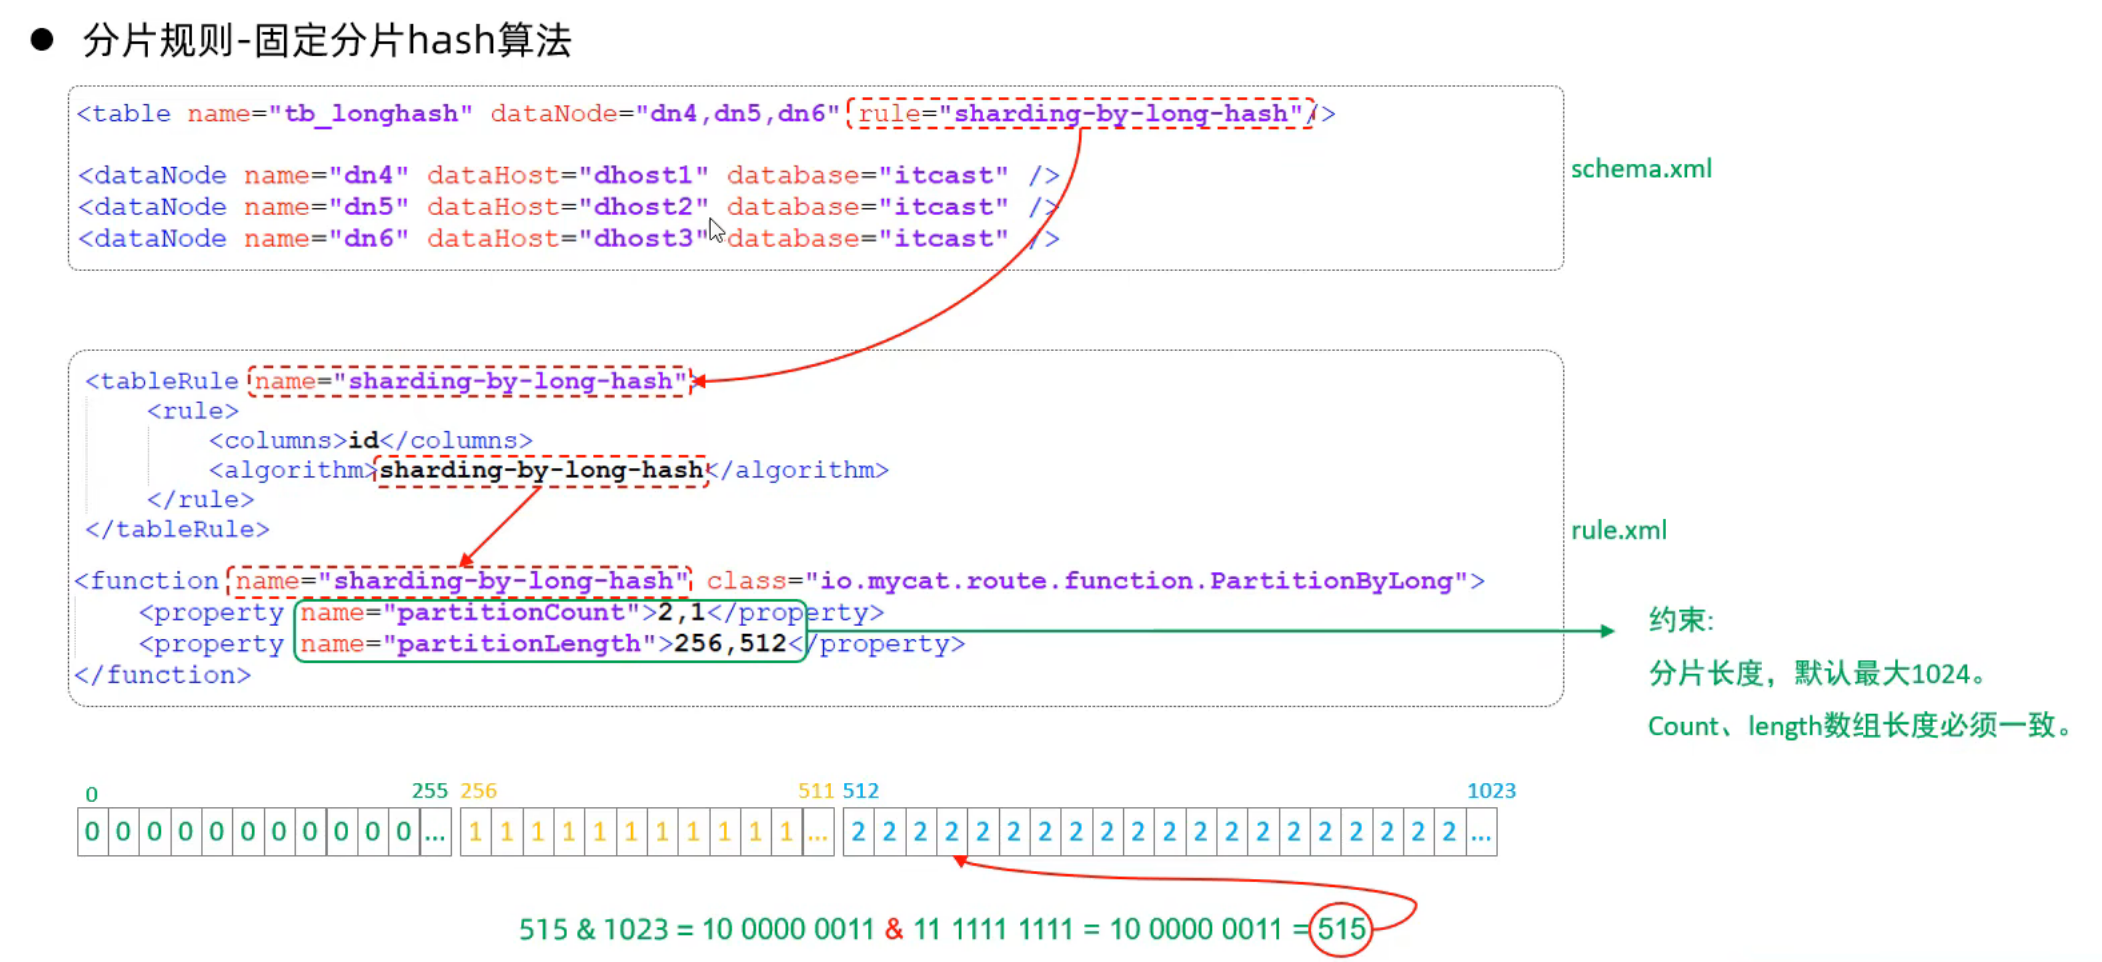 ● 分片规则-固定分片hash算法
<table name="tb_longhash" dataNode="dn4,dn5,dn6" rule="sharding-by-long-hash"/>
<dataNode name="dn4" dataHost="dhost1" database="itcast" />
<dataNode name="dn5" dataHost="dhost2" database="itcast" />
<dataNode name="dn6" dataHost="dhost3" database="itcast" />
schema.xml
<tableRule name="sharding-by-long-hash">
<rule>
<columns>id</columns>
<algorithm>sharding-by-long-hash</algorithm>
</rule>
</tableRule>
<function name="sharding-by-long-hash" class="io.mycat.route.function.PartitionByLong">
<property name="partitionCount">2,1</property>
<property name="partitionLength">256,512</property>
</function>
rule.xml
约束:
分片长度，默认最大1024。
Count、length数组长度必须一致。
0 255 256 511 512 1023
0 0 0 0 0 0 0 0 0 0 0 ... 1 1 1 1 1 1 1 1 1 1 1 ... 2 2 2 2 2 2 2 2 2 2 2 2 2 2 2 2 2 2 2 2 ...
515 & 1023 = 10 0000 0011 & 11 1111 1111 = 10 0000 0011 = 515